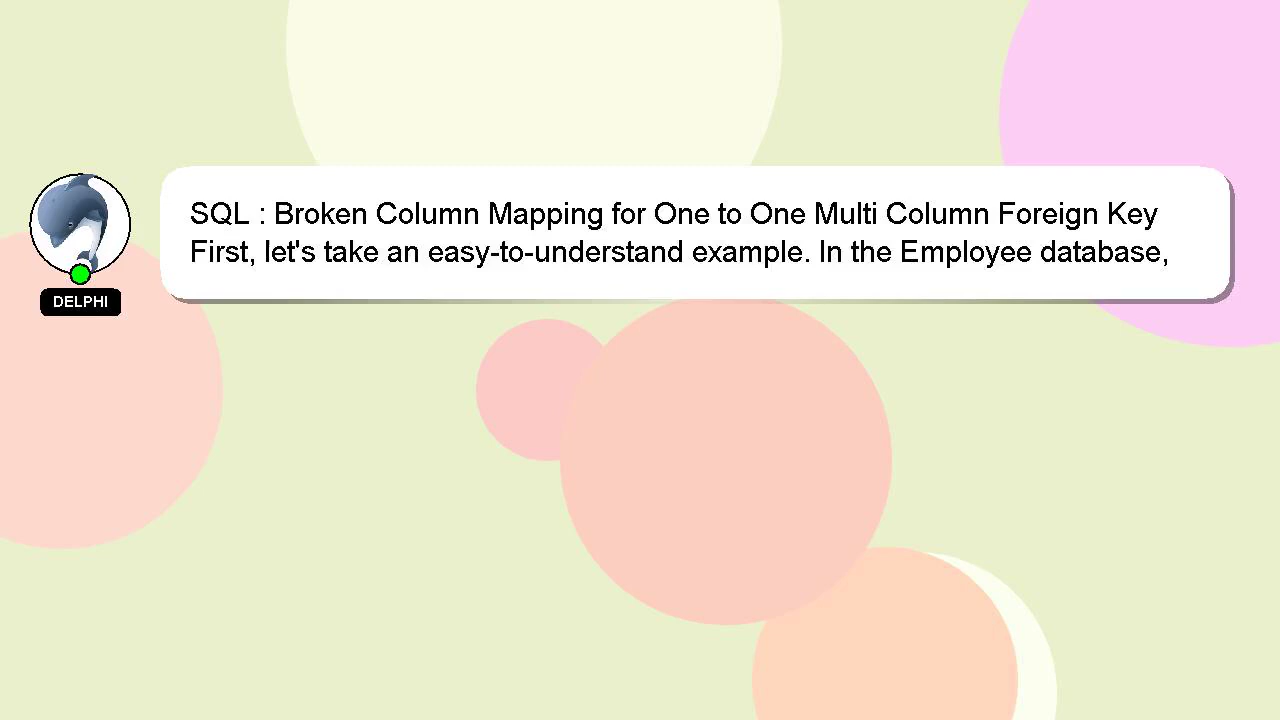 SQL : Broken Column Mapping for One to One Multi Column Foreign Key
First, let's take an easy-to-understand example. In the Employee database,
DELPHI